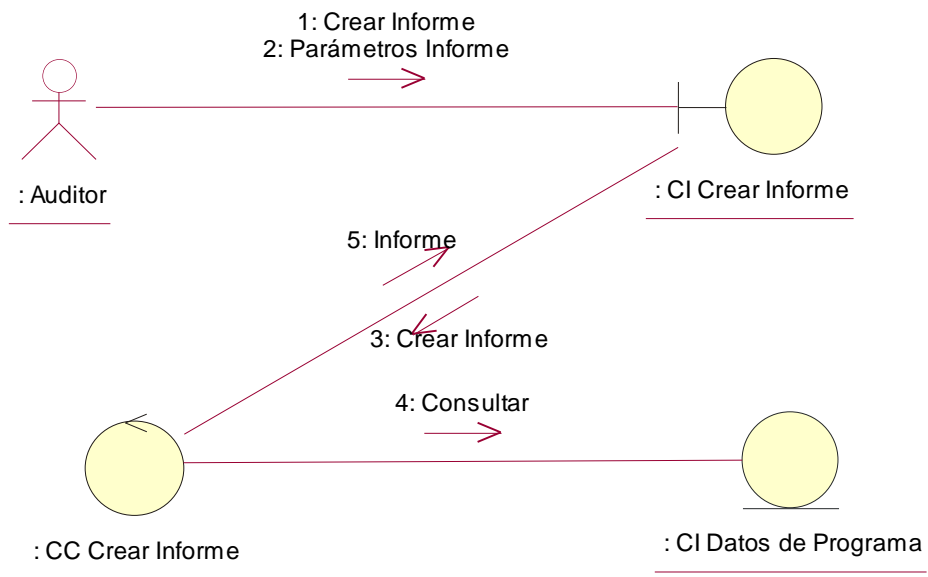 1: Crear Informe
2: Parámetros Informe
: Auditor
: CI Crear Informe
5: Informe
3: Crear Informe
4: Consultar
: CC Crear Informe
: CI Datos de Programa